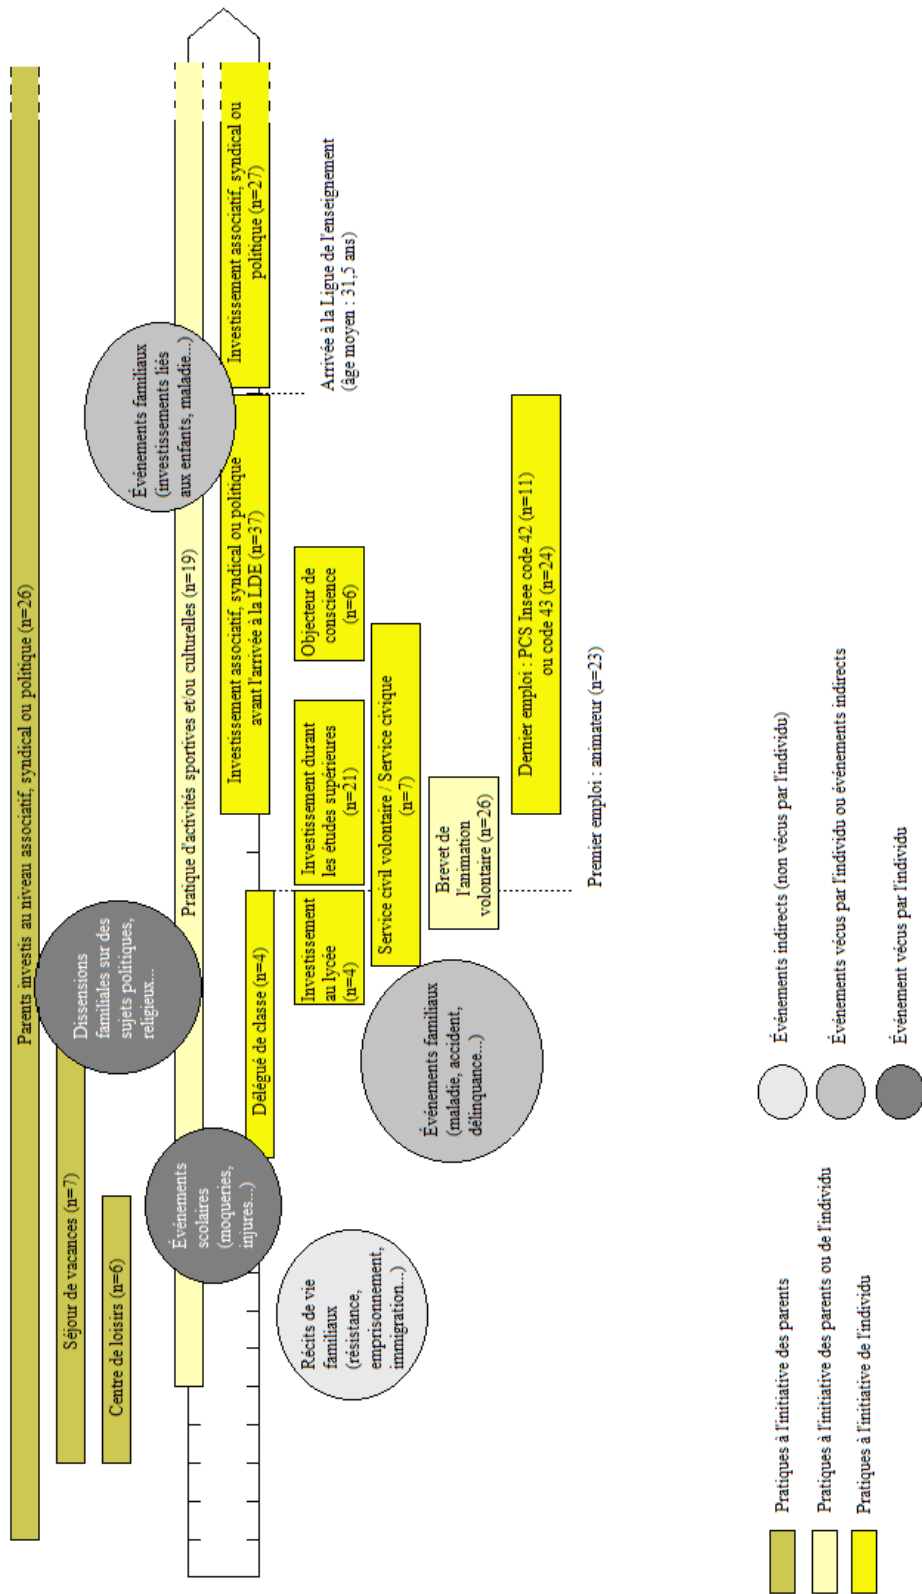 Parents investis au niveau associatif, syndical ou politique (n=26)
Séjour de vacances (n=7)
Dissensions
familiales sur des
sujets politiques,
religieux...
Centre de loisirs (n=6)
Événements familiaux
(investissements liés
aux enfants, maladie...)
Pratique d'activités sportives et/ou culturelles (n=19)
Événements
scolaires
(moqueries,
injures...)
Délégué de classe (n=4)
Investissement associatif, syndical ou politique
avant l'arrivée à la LDE (n=37)
Investissement associatif, syndical ou
politique (n=27)
Récits de vie
familiaux
(résistance,
emprisonnement,
immigration...)
Investissement
au lycée
(n=4)
Investissement durant
les études supérieures
(n=21)
Objecteur de
conscience
(n=6)
Arrivée à la Ligue de l'enseignement
(âge moyen : 31,5 ans)
Événements familiaux
(maladie, accident,
délinquance...)
Service civil volontaire / Service civique
(n=7)
Brevet de
l'animation
volontaire (n=26)
Dernier emploi : PCS Insee code 42 (n=11)
ou code 43 (n=24)
Premier emploi : animateur (n=23)
Pratiques à l'initiative des parents
Pratiques à l'initiative des parents ou de l'individu
Pratiques à l'initiative de l'individu
Événements indirects (non vécus par l'individu)
Événements vécus par l'individu ou événements indirects
Événement vécus par l'individu